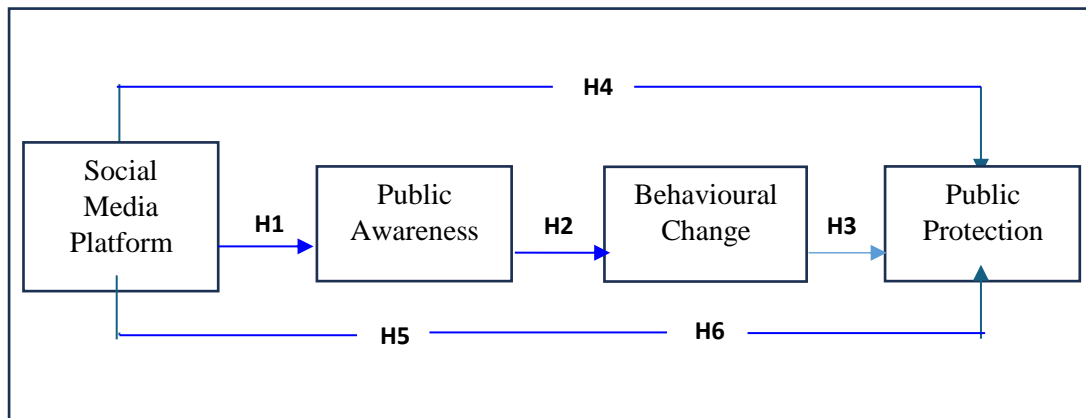 H4
Social
Media
Platform
H1
Public
Awareness
H2
Behavioural
Change
H3
Public
Protection
H5
H6